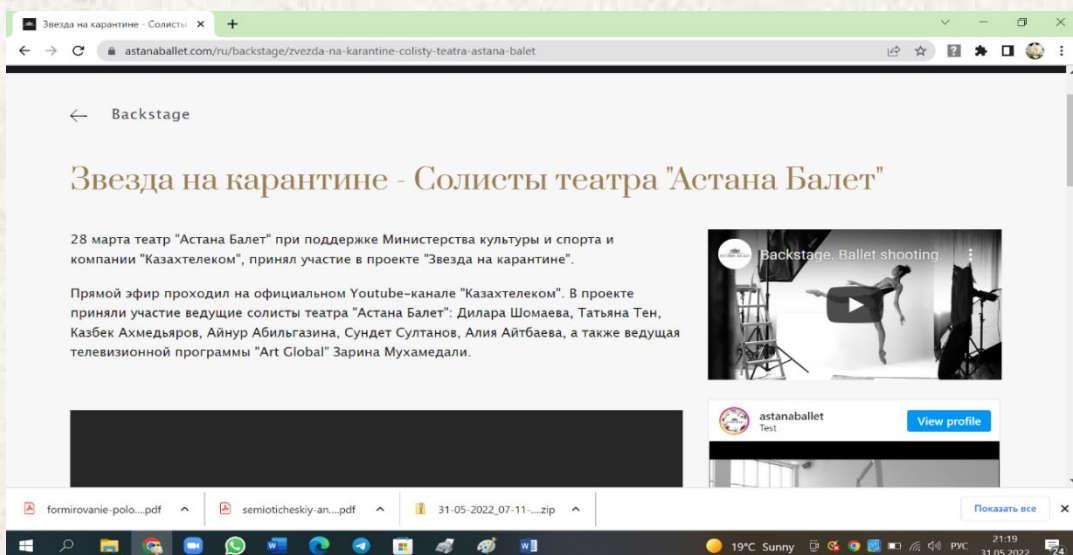 Звезда на карантине - Солисты
astanaballet.com/ru/backstage/zvezda-na-karantine-colisty-teatra-astana-balet
Backstage
Звезда на карантине - Солисты театра "Астана Балет"
28 марта театр "Астана Балет" при поддержке Министерства культуры и спорта и
компании "Казахтелеком", принял участие в проекте "Звезда на карантине".
Прямой эфир проходил на официальном Youtube-канале "Казахтелеком". В проекте
приняли участие ведущие солисты театра "Астана Балет": Дилара Шомаева, Татьяна Тен,
Казбек Ахмедьяров, Айнур Абильгазина, Сундет Султанов, Алия Айтбаева, а также ведущая
телевизионной программы "Art Global" Зарина Мухамедали.
Backstage. Ballet shooting.
astanaballet
Test
View profile
formirovanie-polo....pdf
semioticheskiy-an....pdf
31-05-2022_07-11-....zip
Показать все
19°C Sunny
РУС
21:19
31.05.2022
24